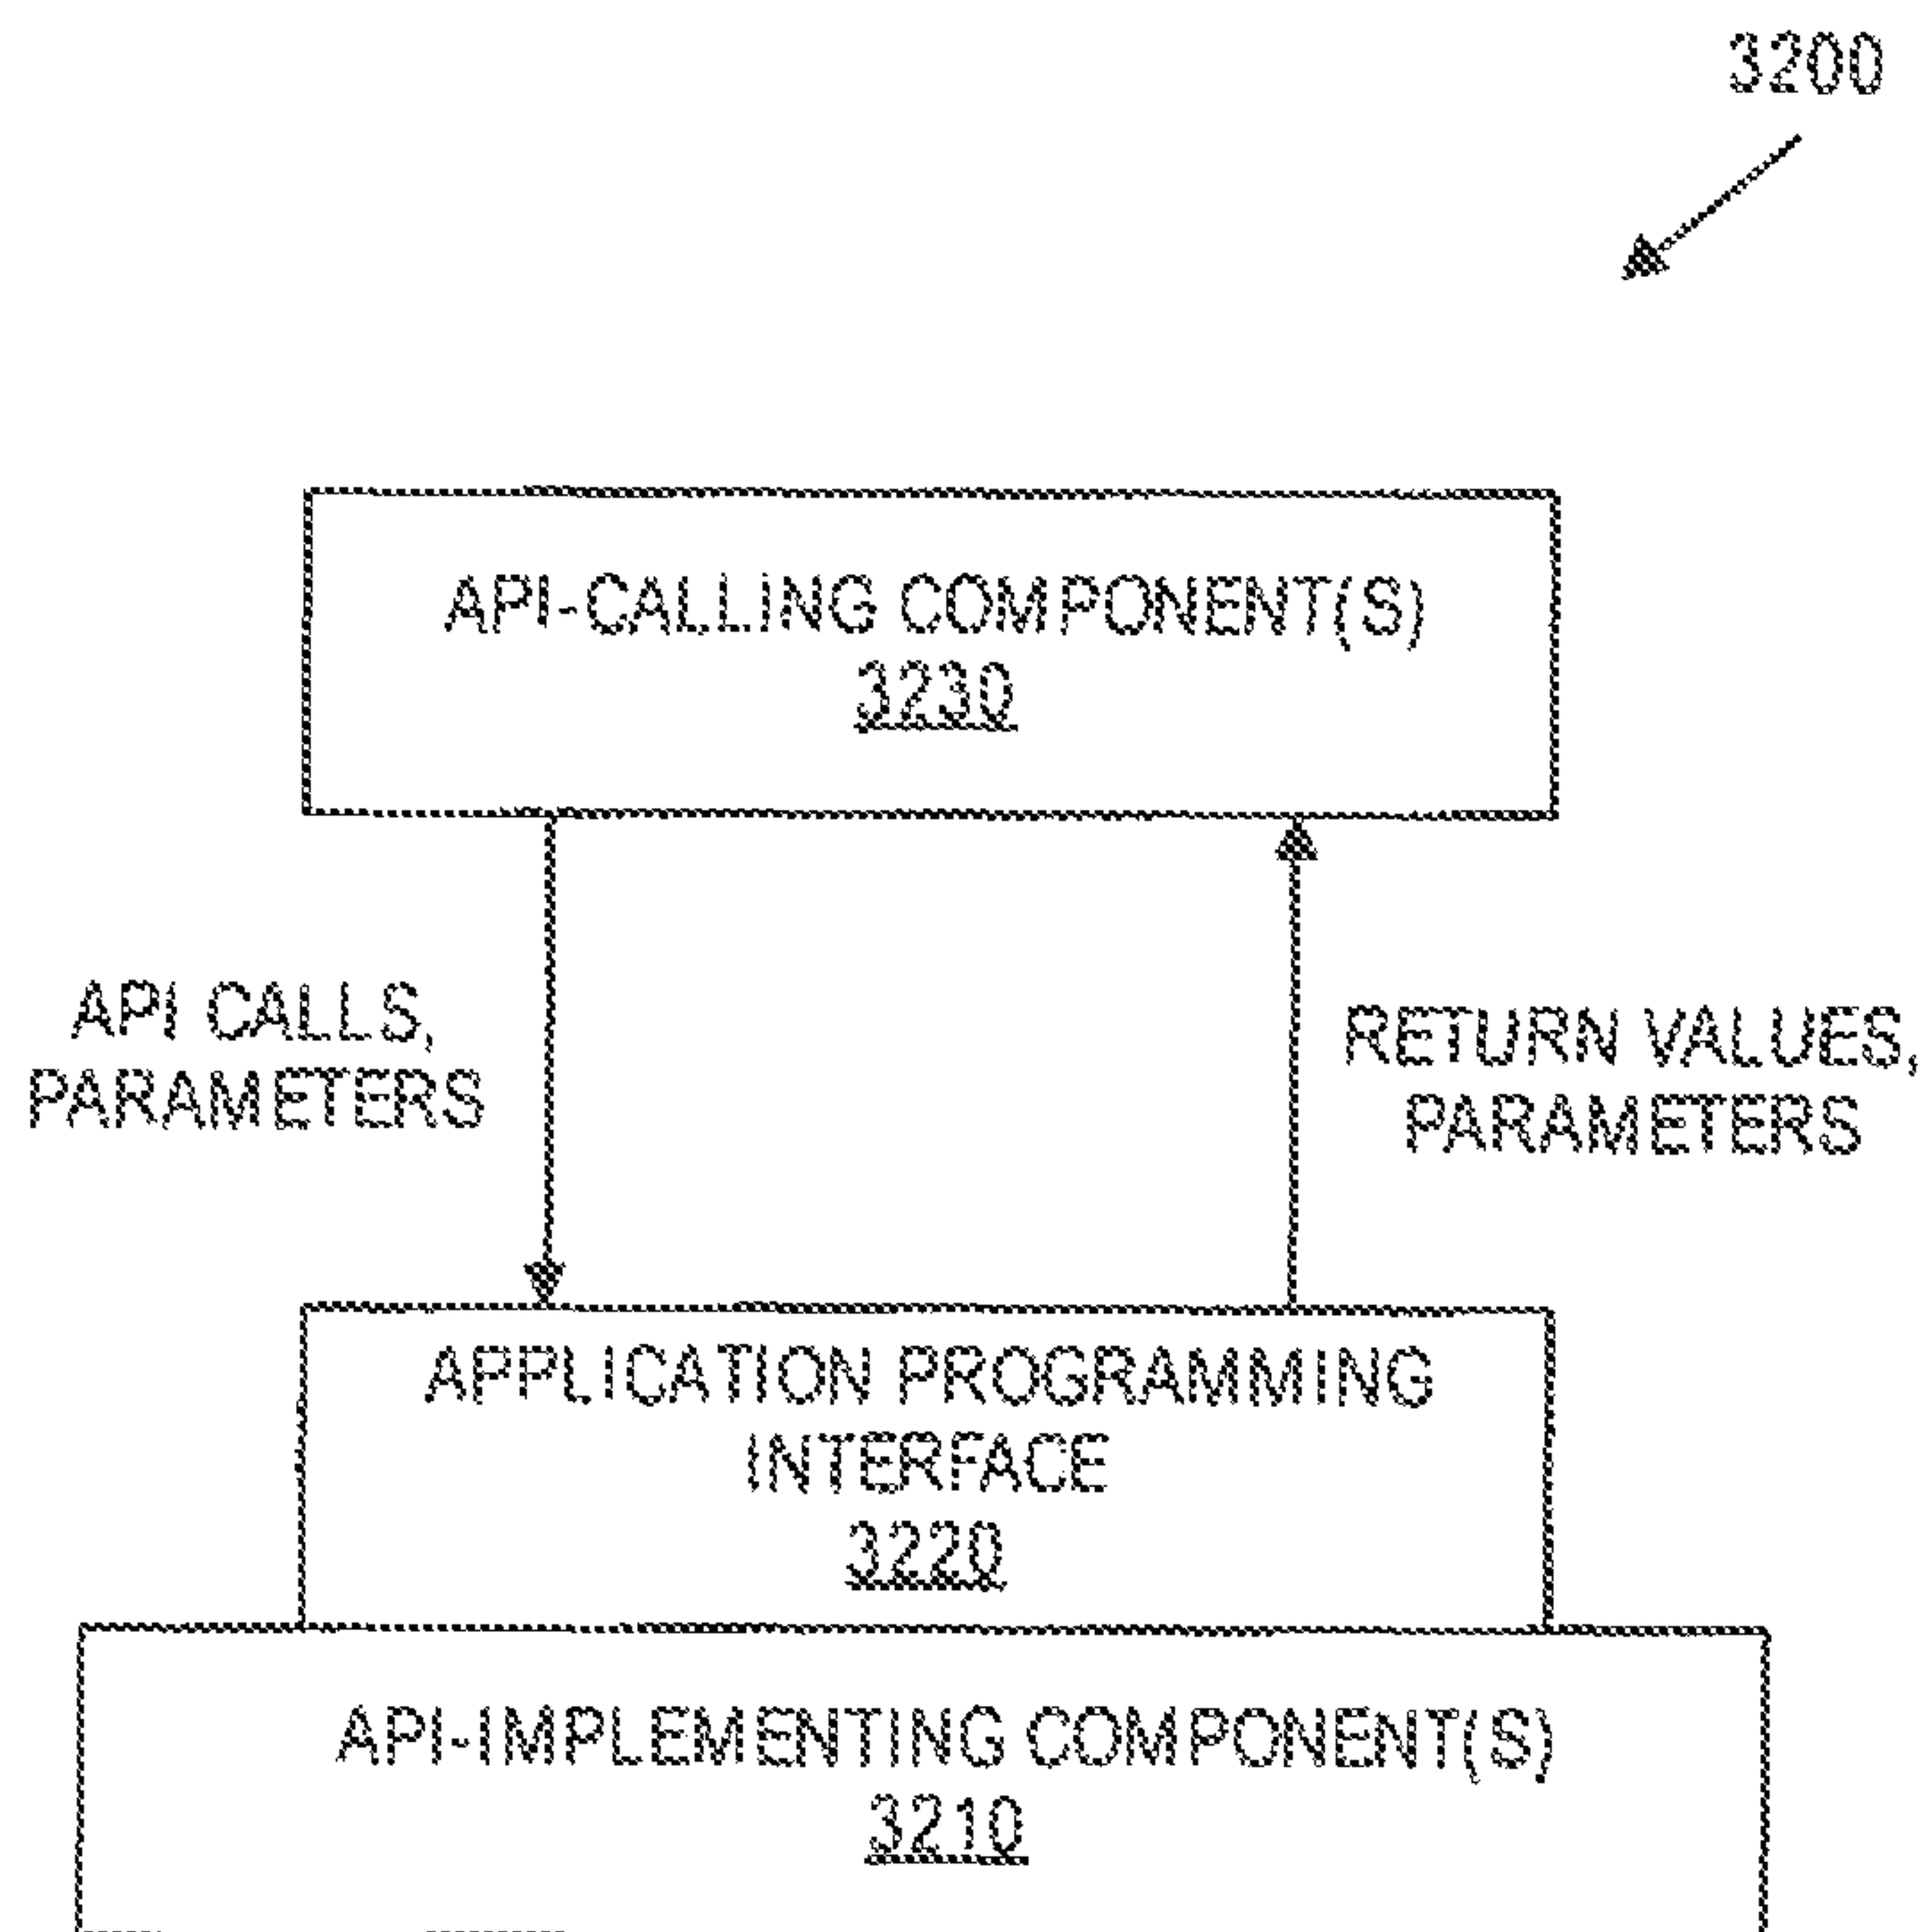 3200
API-CALLING COMPONENT(S)
3230
API CALLS,
PARAMETERS
RETURN VALUES,
PARAMETERS
APPLICATION PROGRAMMING
INTERFACE
3220
API-IMPLEMENTING COMPONENT(S)
3210